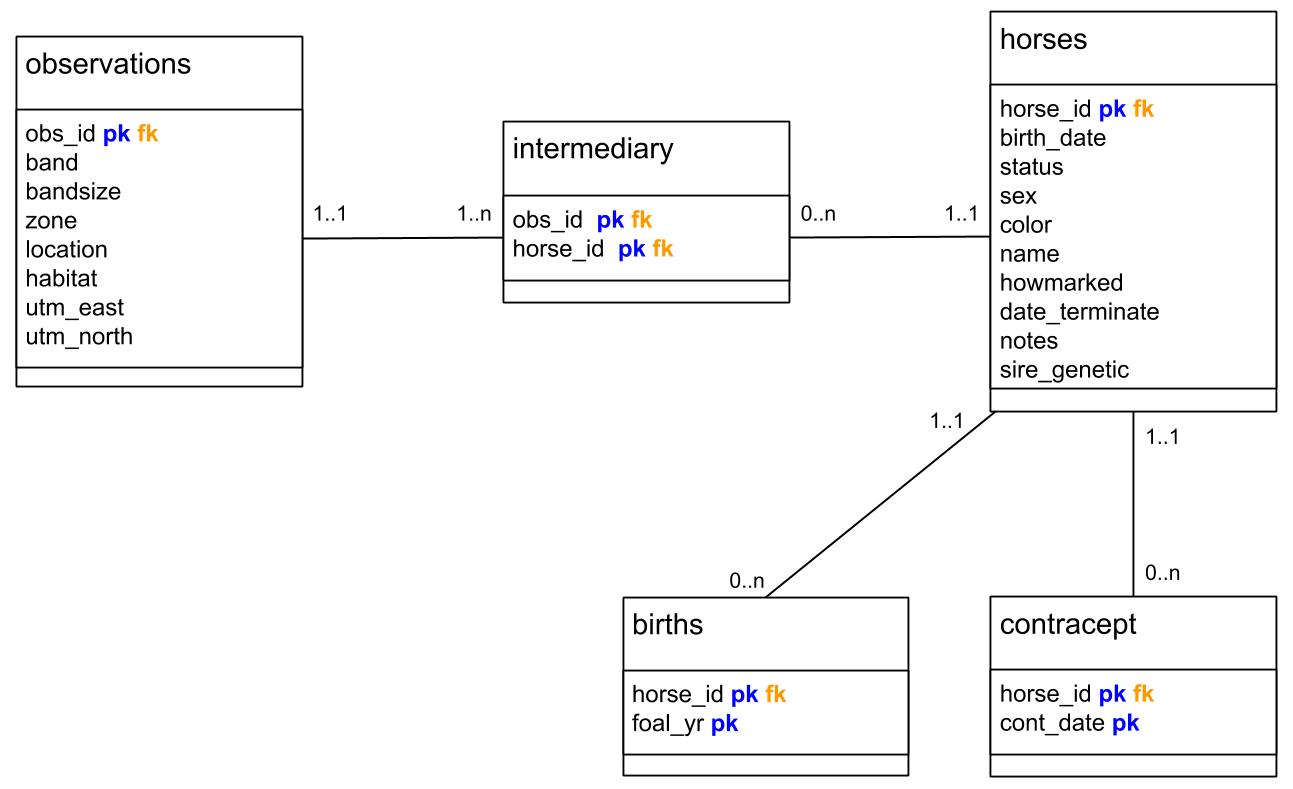 observations
obs_id pk fk
band
bandsize
zone
location
habitat
utm_east
utm_north
1..1
1..n
intermediary
obs_id pk fk
horse_id pk fk
0..n
1..1
horses
horse_id pk fk
birth_date
status
sex
color
name
howmarked
date_terminate
notes
sire_genetic
1..1
0..n
1..1
0..n
births
horse_id pk fk
foal_yr pk
contracept
horse_id pk fk
cont_date pk